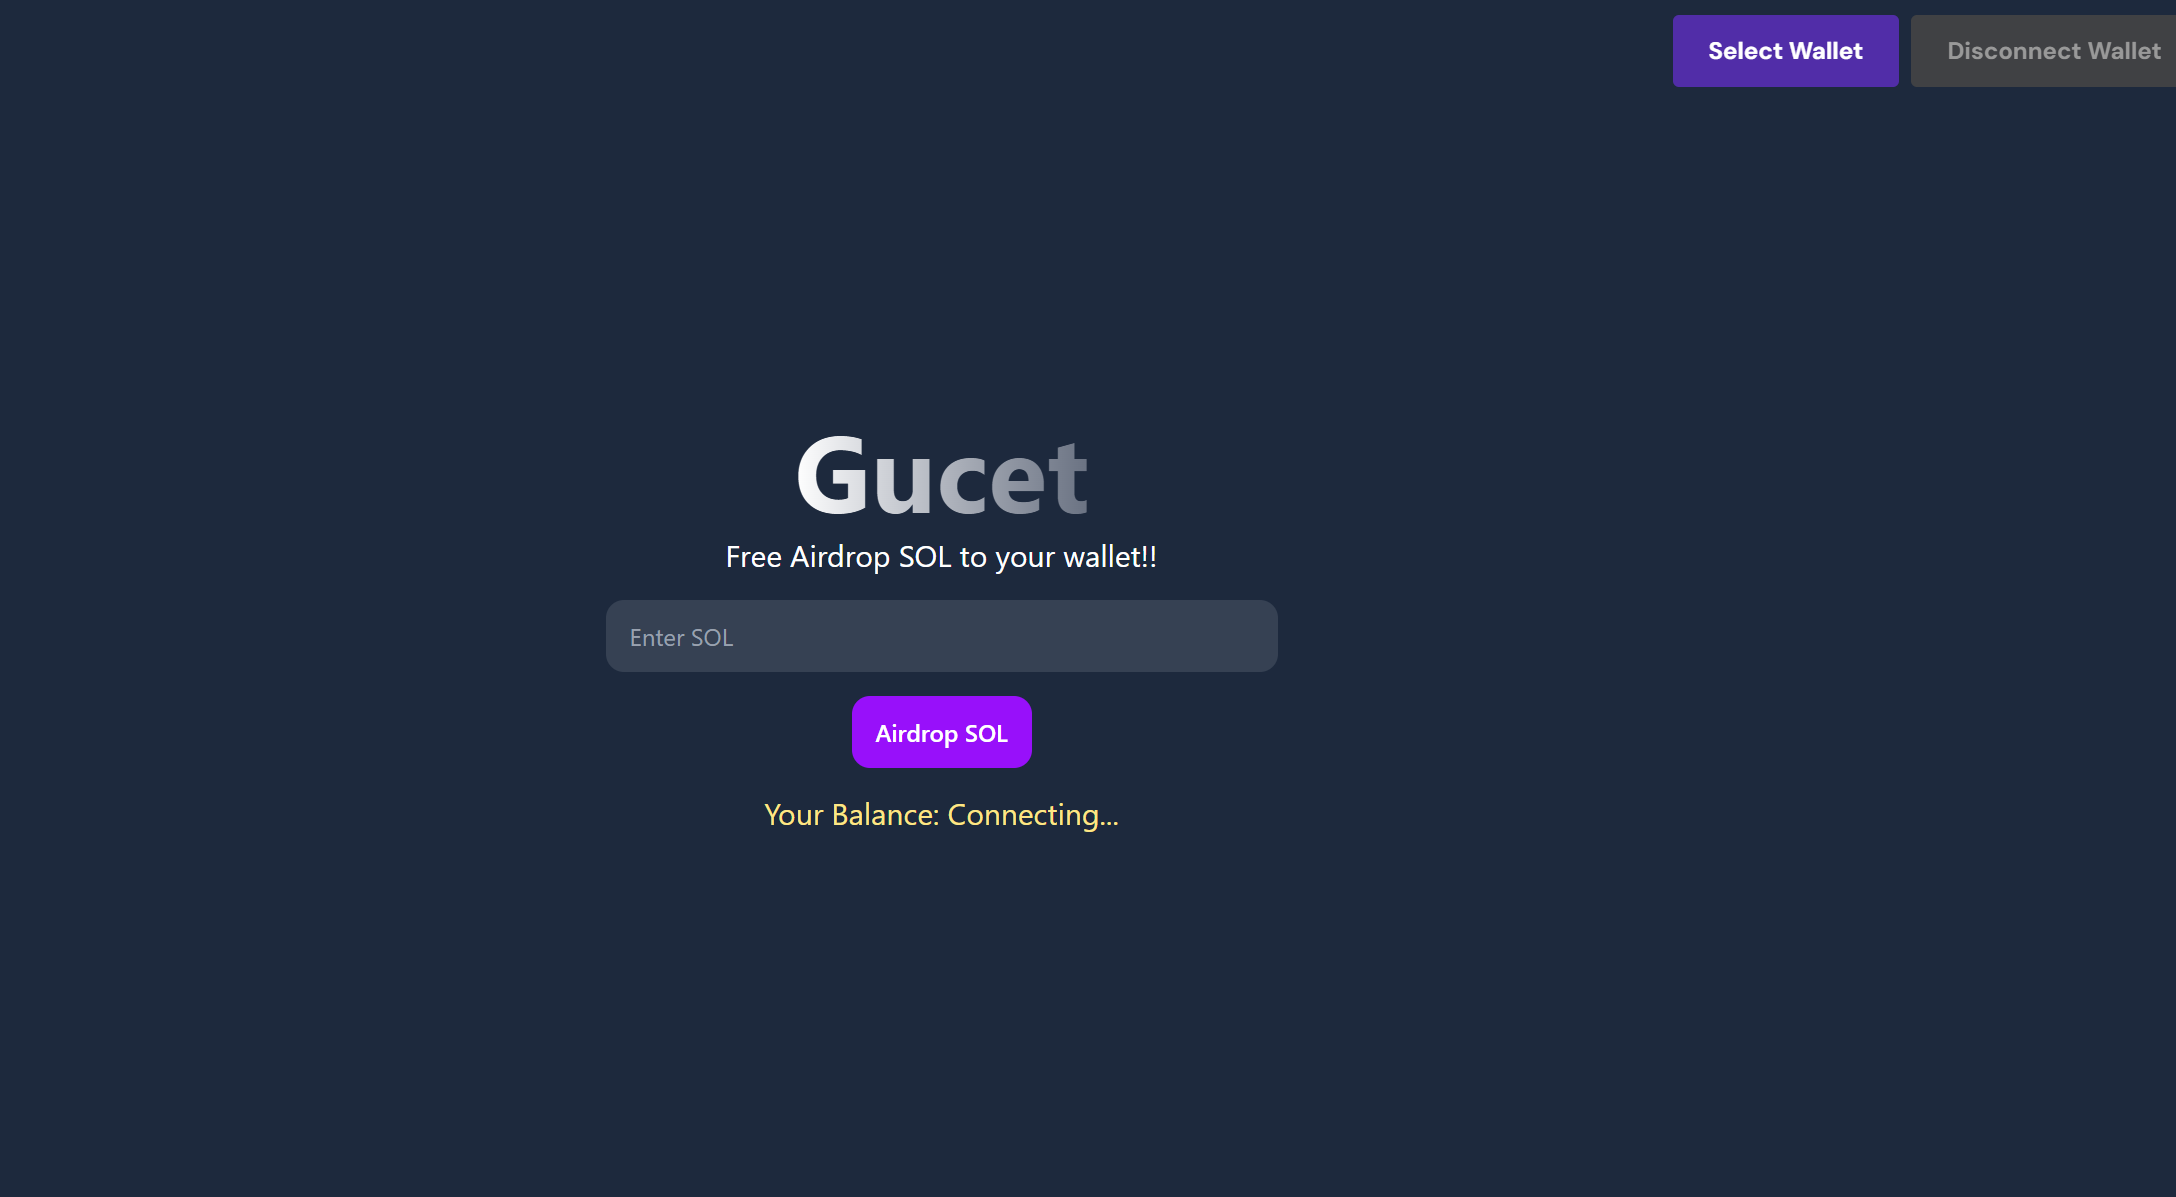 Select Wallet
Disconnect Wallet
Gucet
Free Airdrop SOL to your wallet!!
Enter SOL
Airdrop SOL
Your Balance: Connecting...